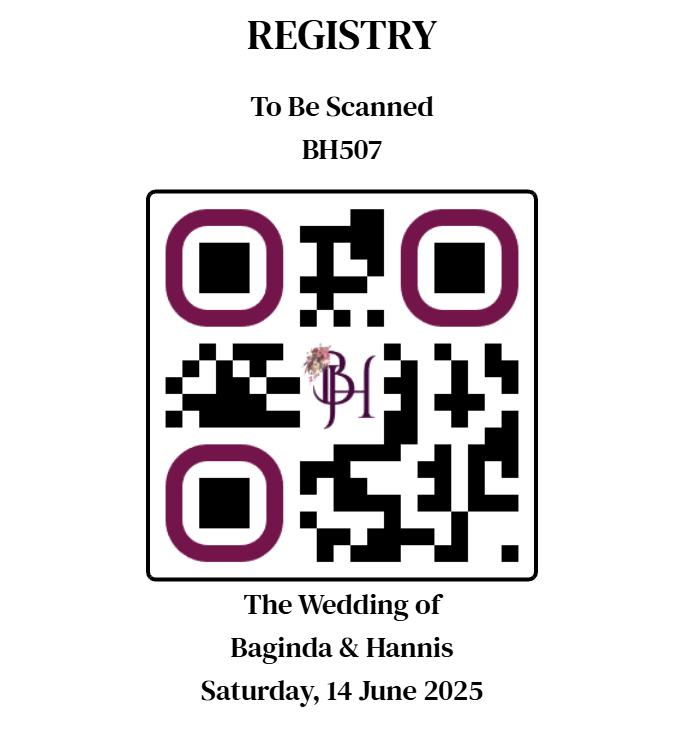 REGISTRY
To Be Scanned
BH507
BH
The Wedding of
Baginda & Hannis
Saturday, 14 June 2025